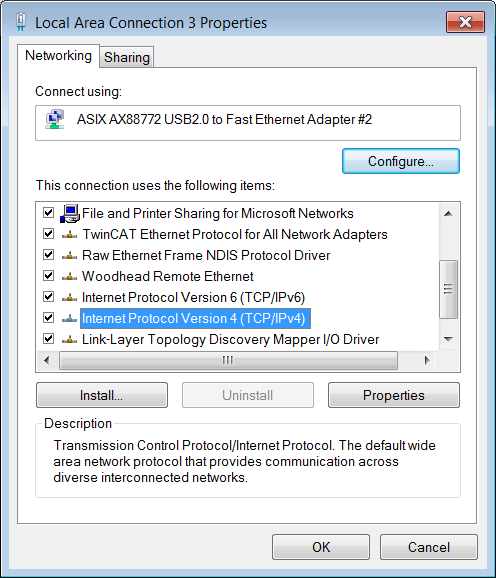 Local Area Connection 3 Properties
Networking
Sharing
Connect using:
ASIX AX88772 USB2.0 to Fast Ethernet Adapter #2
Configure...
This connection uses the following items:
File and Printer Sharing for Microsoft Networks
TwinCAT Ethernet Protocol for All Network Adapters
Raw Ethernet Frame NDIS Protocol Driver
Woodhead Remote Ethernet
Internet Protocol Version 6 (TCP/IPv6)
Internet Protocol Version 4 (TCP/IPv4)
Link-Layer Topology Discovery Mapper I/O Driver
Install...
Uninstall
Properties
Description
Transmission Control Protocol/Internet Protocol. The default wide
area network protocol that provides communication across
diverse interconnected networks.
OK
Cancel